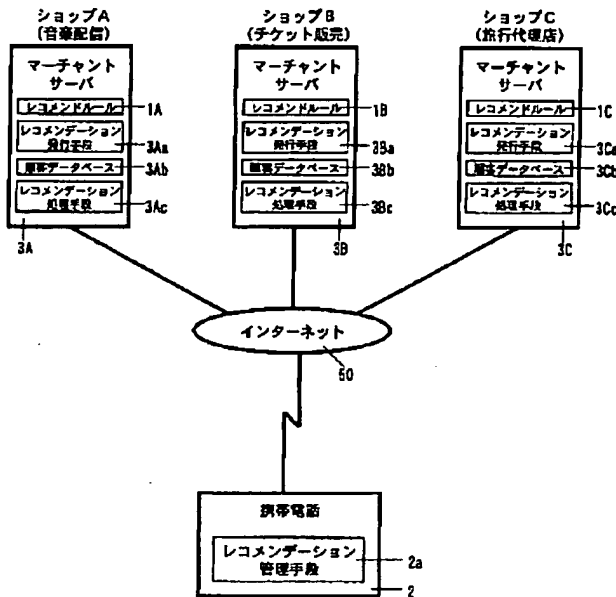 ショップA
(音楽配信)
マーチャント
サーバ
レコメンドルール
1A
レコメンデーション
発行手段
3Aa
顧客データベース
3Ab
レコメンデーション
処理手段
3Ac
3A
ショップB
(チケット販売)
マーチャント
サーバ
レコメンドルール
1B
レコメンデーション
発行手段
3Ba
顧客データベース
3Bb
レコメンデーション
処理手段
3Bc
3B
ショップC
(旅行代理店)
マーチャント
サーバ
レコメンドルール
1C
レコメンデーション
発行手段
3Ca
顧客データベース
3Cb
レコメンデーション
処理手段
3Cc
3C
インターネット
50
携帯電話
レコメンデーション
管理手段
2a
2